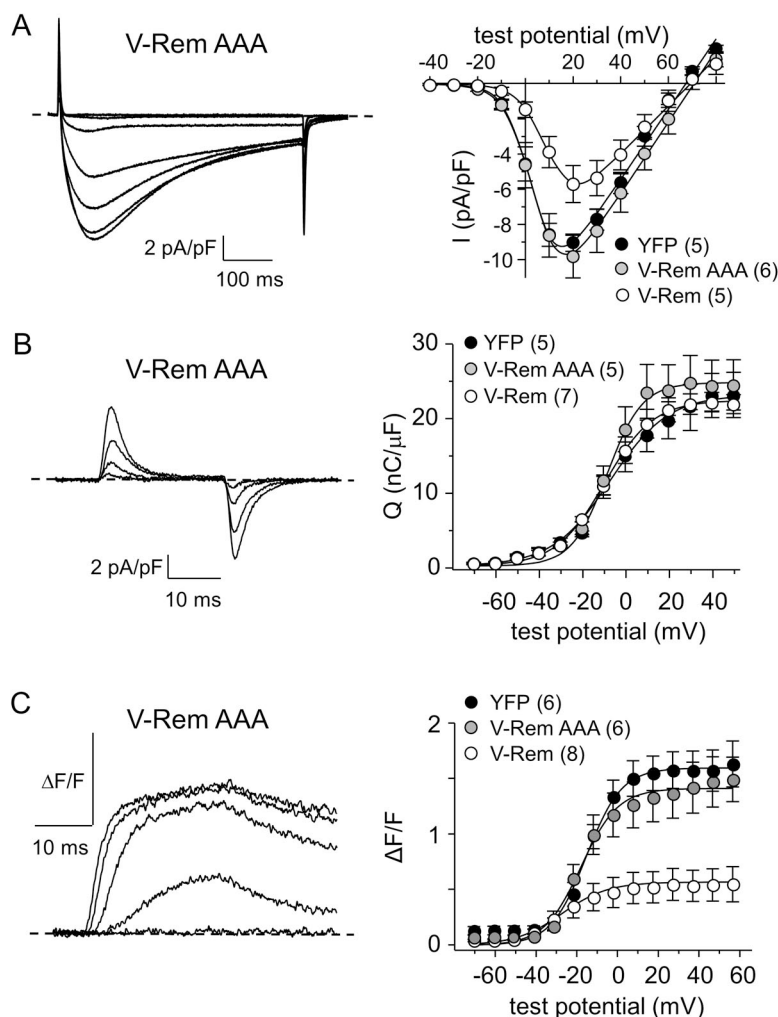 A
V-Rem AAA
2 pA/pF
100 ms
test potential (mV)
-40 -20 0 20 40 60
-4
-6
-8
-10
I (pA/pF)
YFP (5)
V-Rem AAA (6)
V-Rem (5)
B
V-Rem AAA
2 pA/pF
10 ms
YFP (5)
V-Rem AAA (5)
V-Rem (7)
30
20
10
0
Q (nC/µF)
-60 -40 -20 0 20 40
test potential (mV)
C
V-Rem AAA
ΔF/F
10 ms
YFP (6)
V-Rem AAA (6)
V-Rem (8)
2
1
0
ΔF/F
-60 -40 -20 0 20 40 60
test potential (mV)